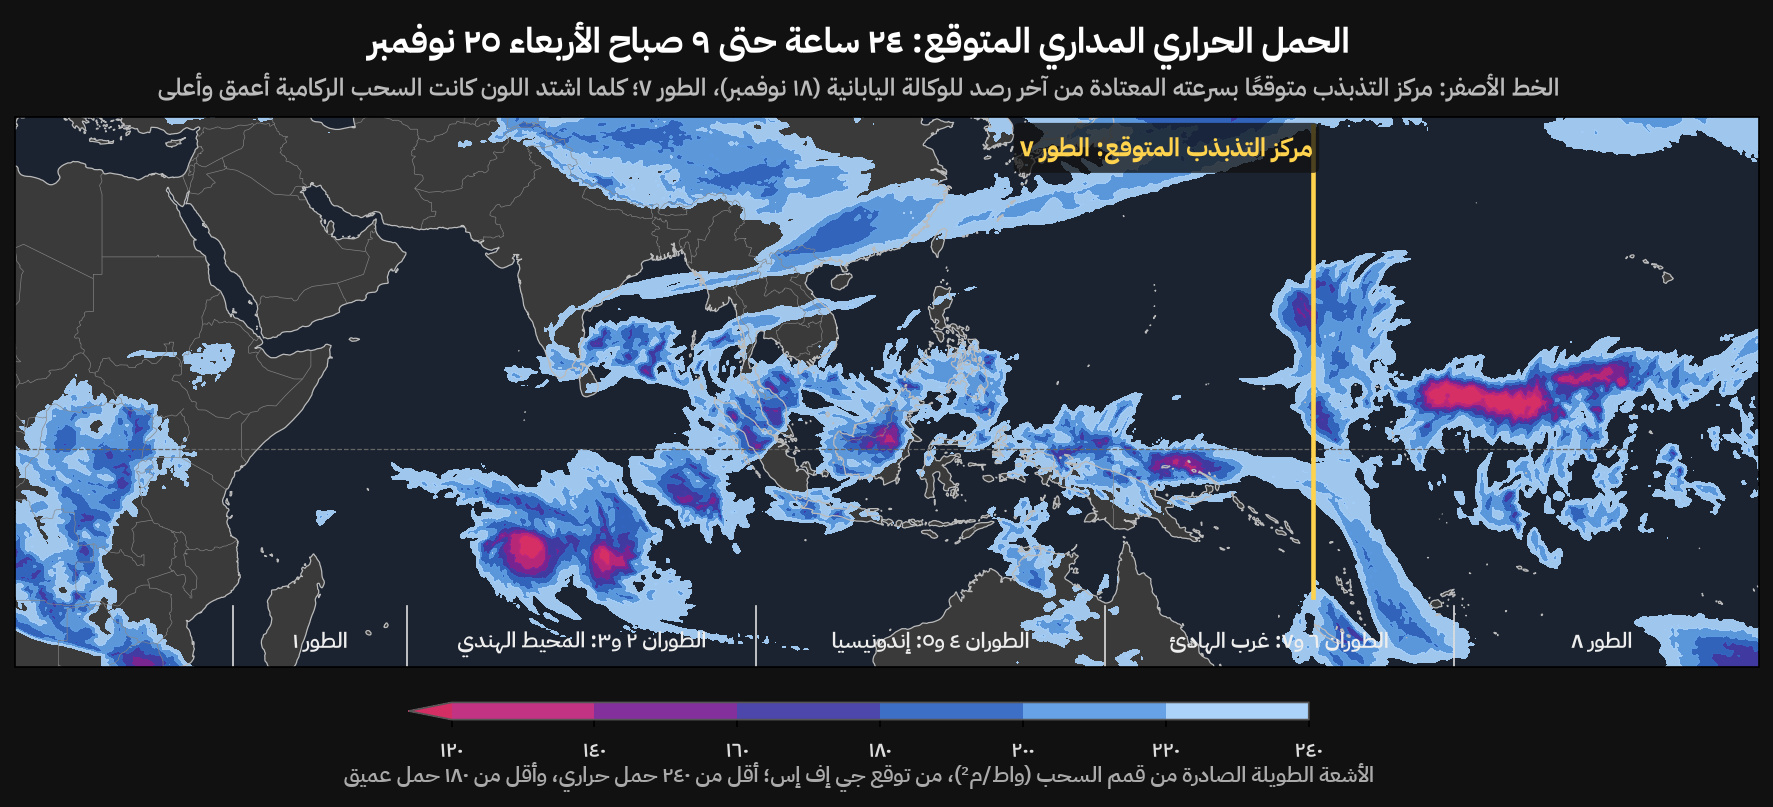 الحمل الحراري المداري المتوقع: ٢٤ ساعة حتى ٩ صباح الأربعاء ٢٥ نوفمبر
الخط الأصفر: مركز التذبذب متوقعًا بسرعته المعتادة من آخر رصد للوكالة اليابانية (١٨ نوفمبر)، الطور ٧؛ كلما اشتد اللون كانت السحب الركامية أعمق وأعلى
مركز التذبذب المتوقع: الطور ٧
الطور ١
الطوران ٢ و٣: المحيط الهندي
الطوران ٤ و٥: إندونيسيا
الطوران ٦ و٧: غرب الهادئ
الطور ٨
١٢٠ ١٤٠ ١٦٠ ١٨٠ ٢٠٠ ٢٢٠ ٢٤٠
الأشعة الطويلة الصادرة من قمم السحب (واط/م²)، من توقع جي إف إس؛ أقل من ٢٤٠ حمل حراري، وأقل من ١٨٠ حمل عميق